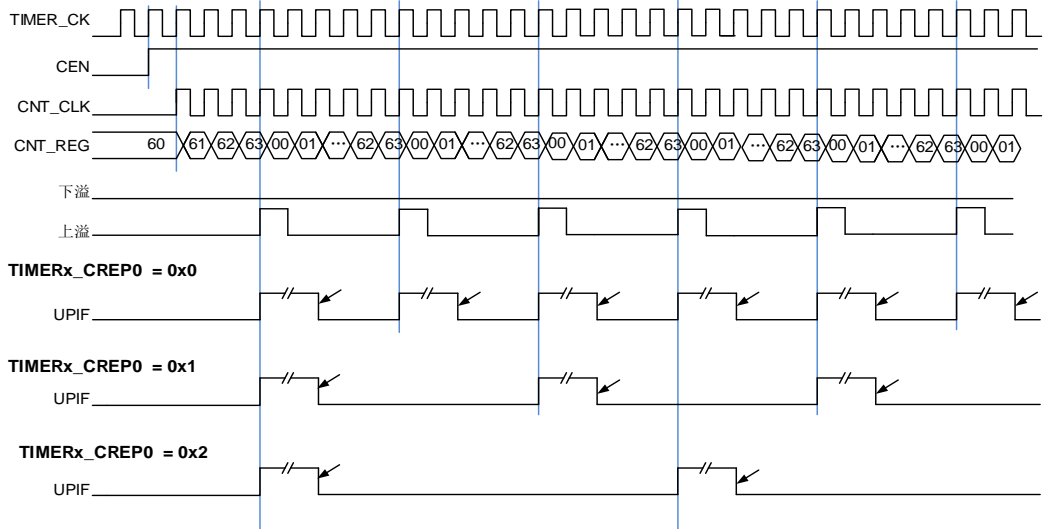 TIMER_CK
CEN
CNT_CLK
CNT_REG 60 61 62 63 00 01 ... 62 63 00 01 ... 62 63 00 01 ... 62 63 00 01 ... 62 63 00 01 ... 62 63 00 01
下溢
上溢
TIMERx_CREP0 = 0x0
UPIF
TIMERx_CREP0 = 0x1
UPIF
TIMERx_CREP0 = 0x2
UPIF